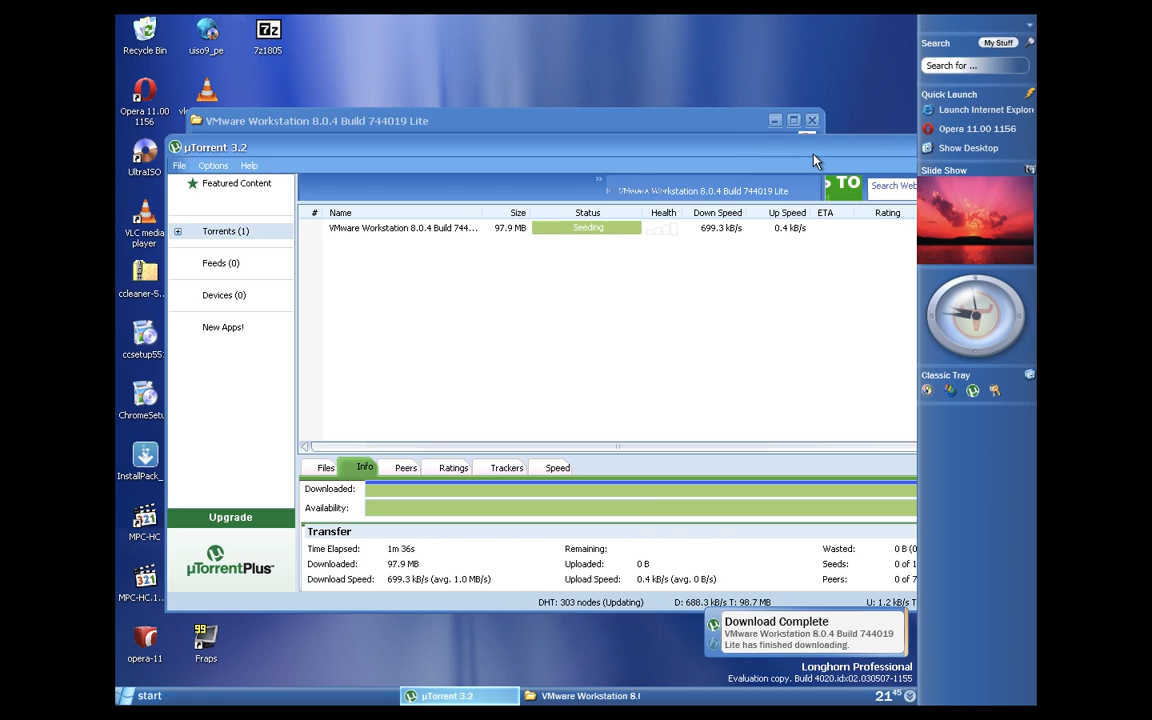 Recycle Bin
uiso9_pe
7z
7z1805
Opera 11.00
1156
UltraISO
VLC media
player
ccleaner-5...
ccsetup55
ChromeSetu
InstallPack_
321
MPC-HC
321
MPC-HC.1...
opera-11
99
Fraps
VMware Workstation 8.0.4 Build 744019 Lite
µTorrent 3.2
File Options Help
Featured Content
Torrents (1)
Feeds (0)
Devices (0)
New Apps!
Upgrade
µTorrentPlus
»
VMware Workstation 8.0.4 Build 744019 Lite
S TO
Search Web
# Name Size Status Health Down Speed Up Speed ETA Rating
VMware Workstation 8.0.4 Build 744... 97.9 MB Seeding 699.3 kB/s 0.4 kB/s
Files Info Peers Ratings Trackers Speed
Downloaded:
Availability:
Transfer
Time Elapsed: 1m 36s Remaining: Wasted: 0 B (0
Downloaded: 97.9 MB Uploaded: 0 B Seeds: 0 of 1
Download Speed: 699.3 kB/s (avg. 1.0 MB/s) Upload Speed: 0.4 kB/s (avg. 0 B/s) Peers: 0 of 7
DHT: 303 nodes (Updating) D: 688.3 kB/s T: 98.7 MB U: 1.2 kB/s T
Download Complete
VMware Workstation 8.0.4 Build 744019
Lite has finished downloading.
Longhorn Professional
Evaluation copy. Build 4020.idx02.030507-1155
start µTorrent 3.2 VMware Workstation 8.0 21 45
Search My Stuff
Search for ...
Quick Launch
Launch Internet Explore
Opera 11.00 1156
Show Desktop
Slide Show
Classic Tray